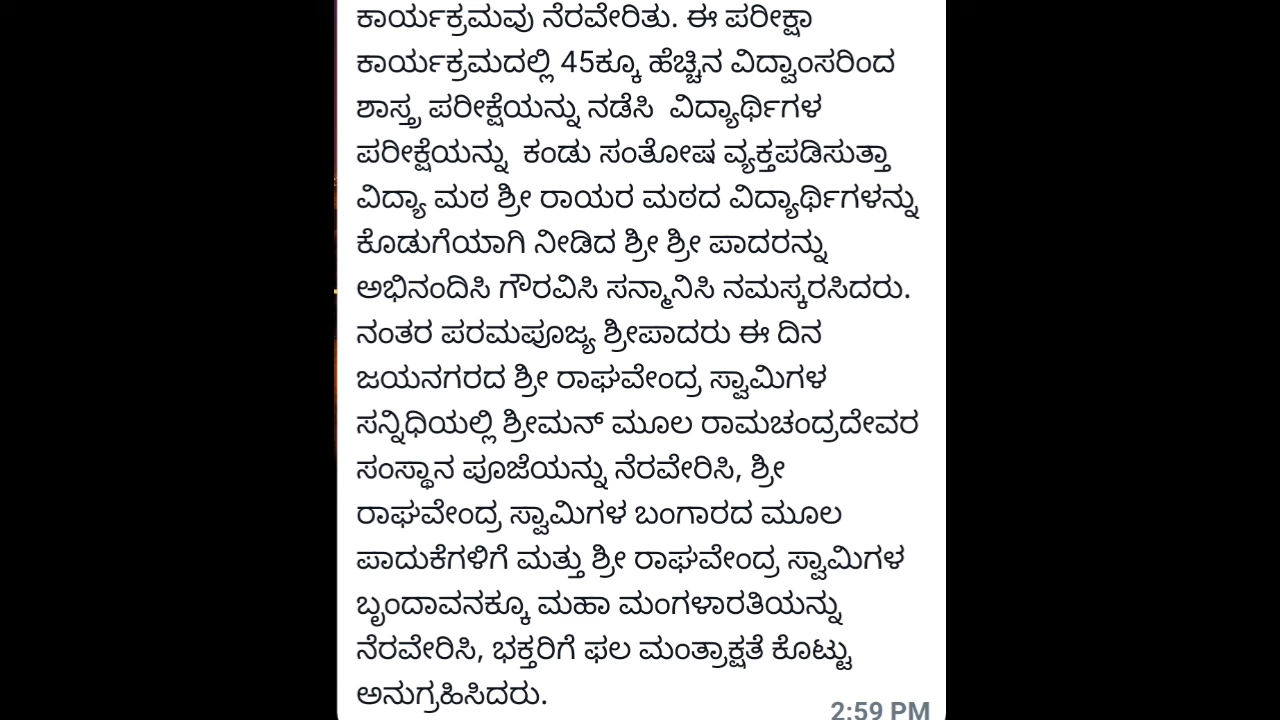 ಕಾರ್ಯಕ್ರಮವು ನೆರವೇರಿತು. ಈ ಪರೀಕ್ಷಾ
ಕಾರ್ಯಕ್ರಮದಲ್ಲಿ 45ಕ್ಕೂ ಹೆಚ್ಚಿನ ವಿದ್ವಾಂಸರಿಂದ
ಶಾಸ್ತ್ರ ಪರೀಕ್ಷೆಯನ್ನು ನಡೆಸಿ ವಿದ್ಯಾರ್ಥಿಗಳ
ಪರೀಕ್ಷೆಯನ್ನು ಕಂಡು ಸಂತೋಷ ವ್ಯಕ್ತಪಡಿಸುತ್ತಾ
ವಿದ್ಯಾ ಮಠ ಶ್ರೀ ರಾಯರ ಮಠದ ವಿದ್ಯಾರ್ಥಿಗಳನ್ನು
ಕೊಡುಗೆಯಾಗಿ ನೀಡಿದ ಶ್ರೀ ಶ್ರೀ ಪಾದರನ್ನು
ಅಭಿನಂದಿಸಿ ಗೌರವಿಸಿ ಸನ್ಮಾನಿಸಿ ನಮಸ್ಕರಸಿದರು.
ನಂತರ ಪರಮಪೂಜ್ಯ ಶ್ರೀಪಾದರು ಈ ದಿನ
ಜಯನಗರದ ಶ್ರೀ ರಾಘವೇಂದ್ರ ಸ್ವಾಮಿಗಳ
ಸನ್ನಿಧಿಯಲ್ಲಿ ಶ್ರೀಮನ್ ಮೂಲ ರಾಮಚಂದ್ರದೇವರ
ಸಂಸ್ಥಾನ ಪೂಜೆಯನ್ನು ನೆರವೇರಿಸಿ, ಶ್ರೀ
ರಾಘವೇಂದ್ರ ಸ್ವಾಮಿಗಳ ಬಂಗಾರದ ಮೂಲ
ಪಾದುಕೆಗಳಿಗೆ ಮತ್ತು ಶ್ರೀ ರಾಘವೇಂದ್ರ ಸ್ವಾಮಿಗಳ
ಬೃಂದಾವನಕ್ಕೂ ಮಹಾ ಮಂಗಳಾರತಿಯನ್ನು
ನೆರವೇರಿಸಿ, ಭಕ್ತರಿಗೆ ಫಲ ಮಂತ್ರಾಕ್ಷತೆ ಕೊಟ್ಟು
ಅನುಗ್ರಹಿಸಿದರು.
2:59 PM